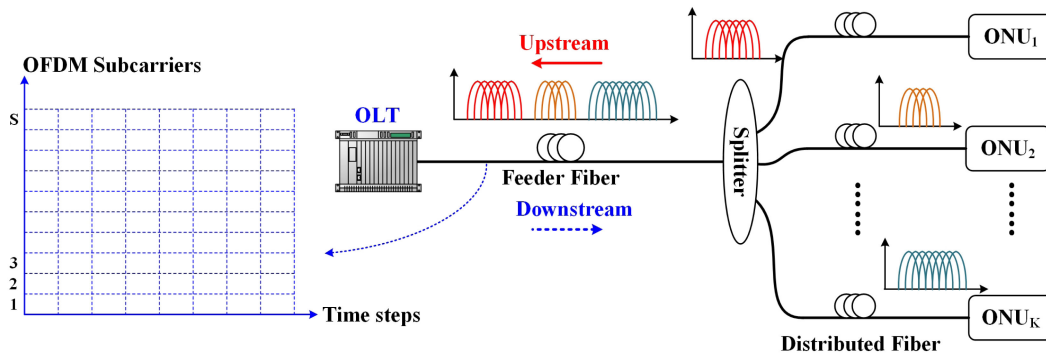 OFDM Subcarriers
S
3
2
1
Time steps
OLT
Upstream
Feeder Fiber
Downstream
Splitter
ONU1
ONU2
ONUK
Distributed Fiber